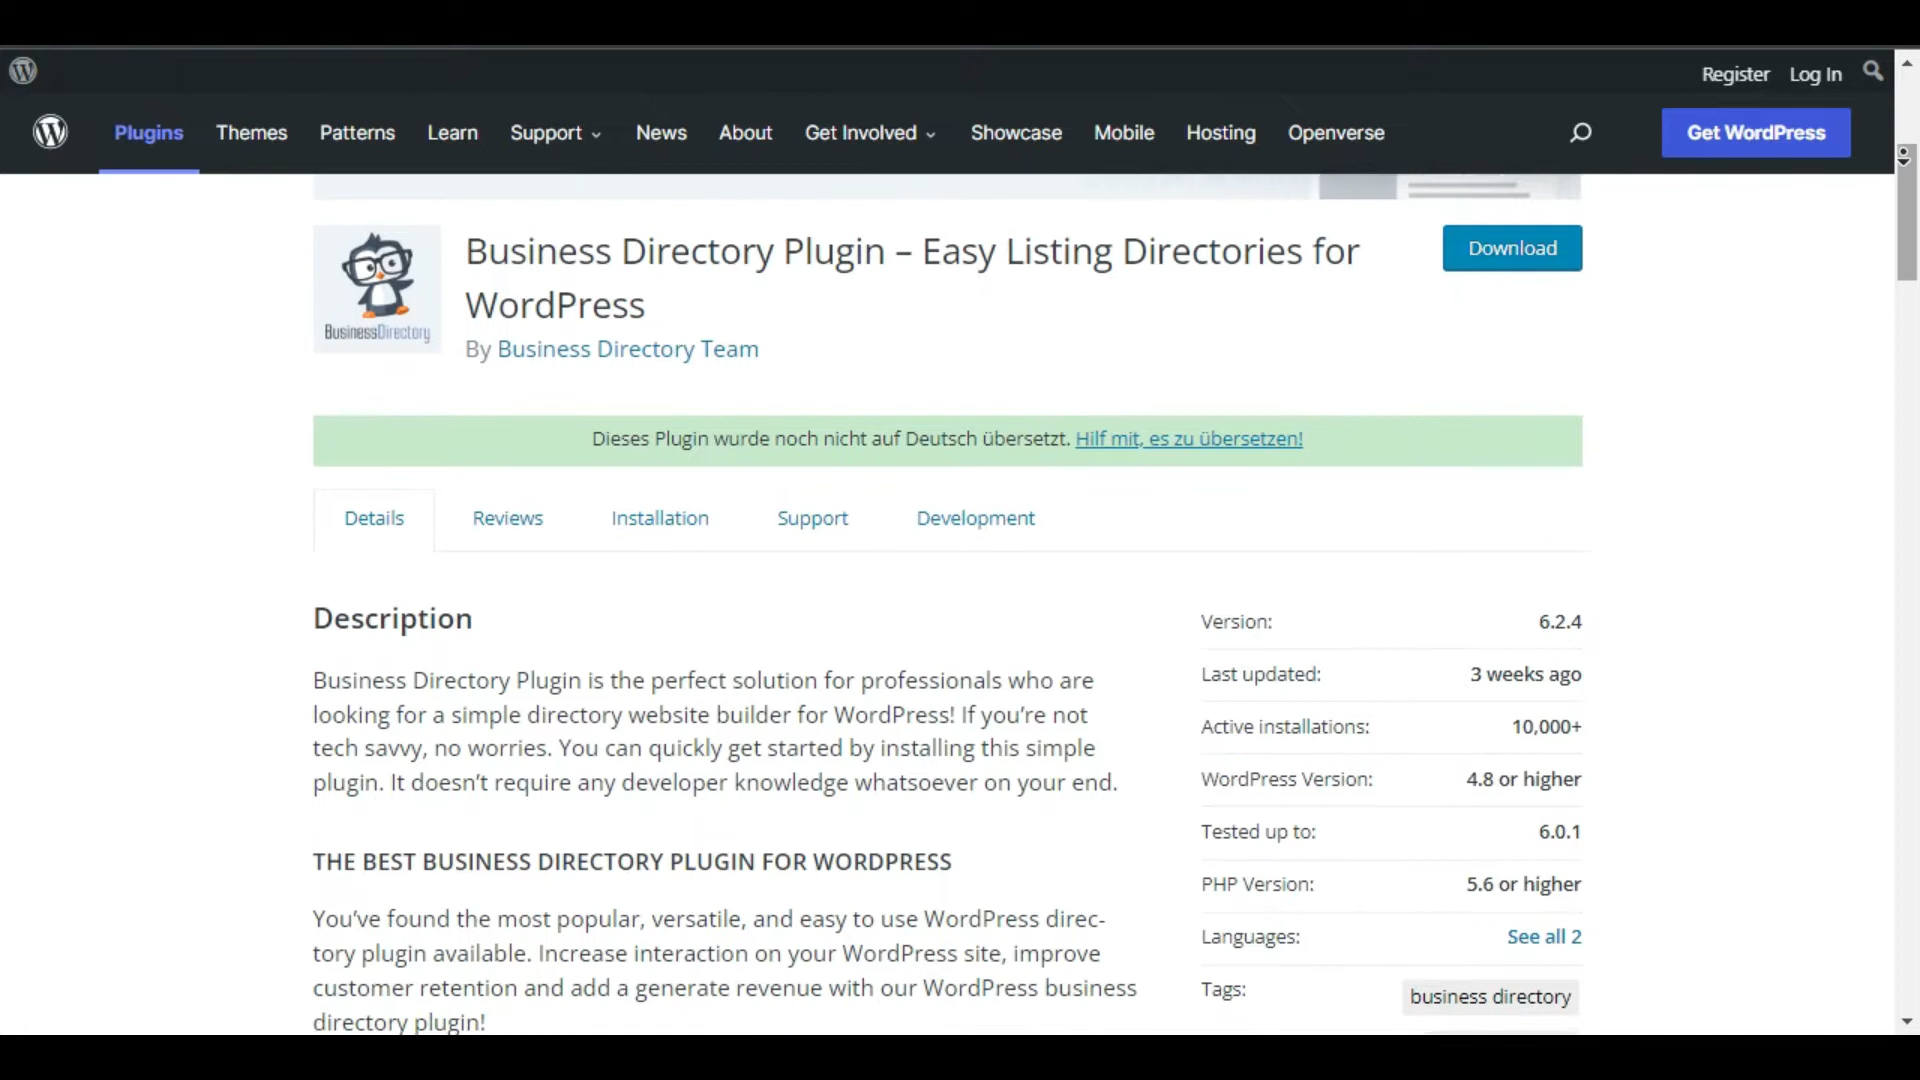 Register Log In
Plugins Themes Patterns Learn Support News About Get Involved Showcase Mobile Hosting Openverse Get WordPress
Business Directory Plugin – Easy Listing Directories for
WordPress
Download
BusinessDirectory
By Business Directory Team
Dieses Plugin wurde noch nicht auf Deutsch übersetzt. Hilf mit, es zu übersetzen!
Details Reviews Installation Support Development
Description
Business Directory Plugin is the perfect solution for professionals who are
looking for a simple directory website builder for WordPress! If you’re not
tech savvy, no worries. You can quickly get started by installing this simple
plugin. It doesn’t require any developer knowledge whatsoever on your end.
THE BEST BUSINESS DIRECTORY PLUGIN FOR WORDPRESS
You’ve found the most popular, versatile, and easy to use WordPress direc-
tory plugin available. Increase interaction on your WordPress site, improve
customer retention and add a generate revenue with our WordPress business
directory plugin!
Version: 6.2.4
Last updated: 3 weeks ago
Active installations: 10,000+
WordPress Version: 4.8 or higher
Tested up to: 6.0.1
PHP Version: 5.6 or higher
Languages: See all 2
Tags: business directory